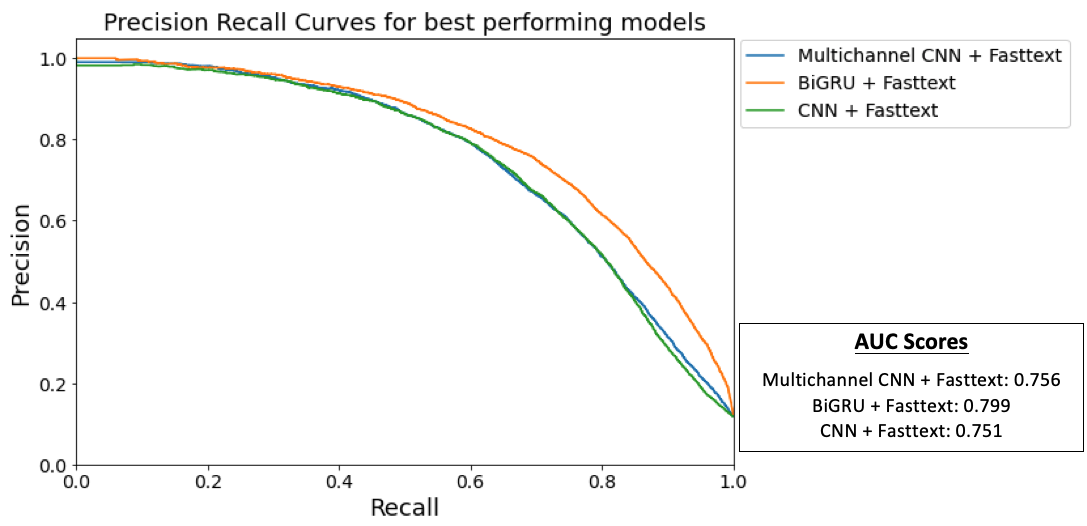 Precision Recall Curves for best performing models
Multichannel CNN + Fasttext
BiGRU + Fasttext
CNN + Fasttext
Precision
1.0
0.8
0.6
0.4
0.2
0.0
0.0 0.2 0.4 0.6 0.8 1.0
Recall
AUC Scores
Multichannel CNN + Fasttext: 0.756
BiGRU + Fasttext: 0.799
CNN + Fasttext: 0.751